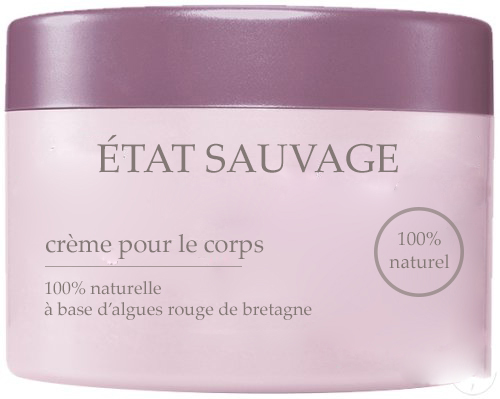 ÉTAT SAUVAGE
crème pour le corps
100% naturelle
à base d'algues rouge de bretagne
100%
naturel